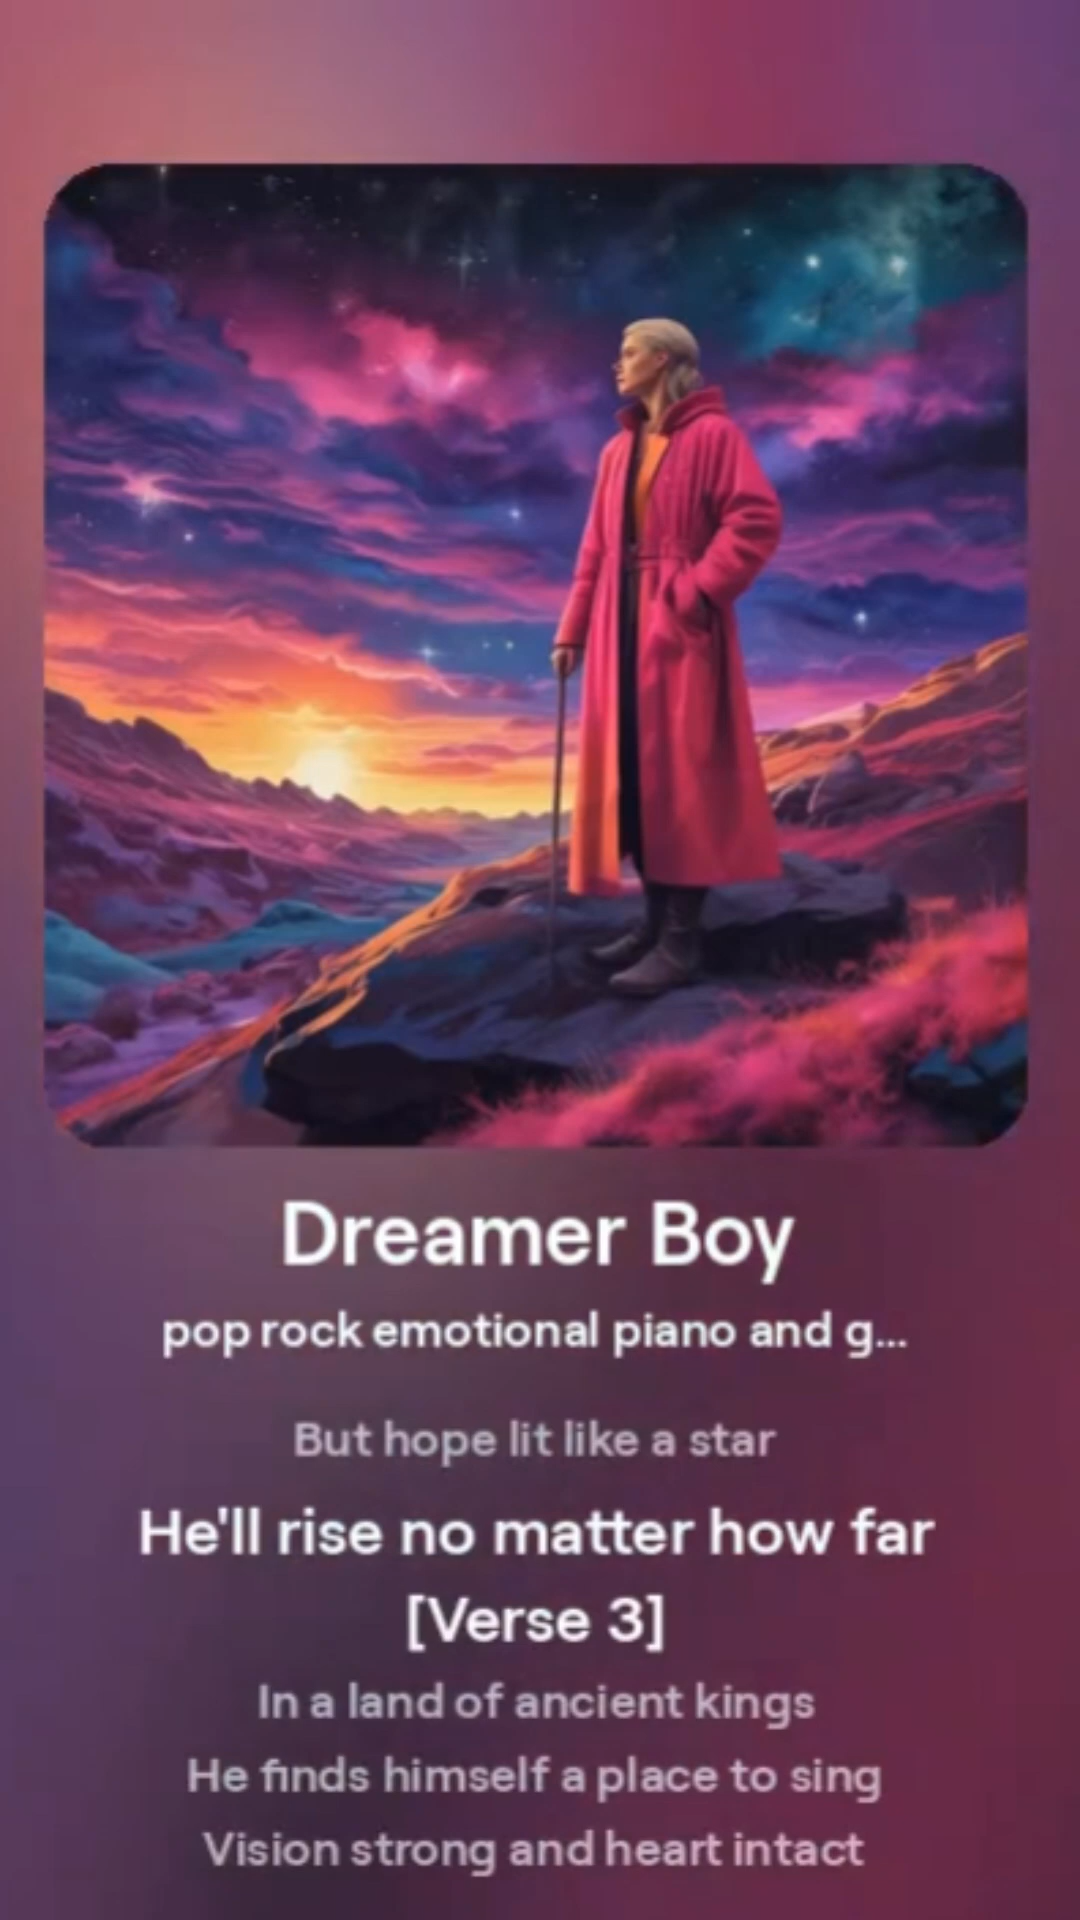 Dreamer Boy
pop rock emotional piano and g...
But hope lit like a star
He'll rise no matter how far
[Verse 3]
In a land of ancient kings
He finds himself a place to sing
Vision strong and heart intact